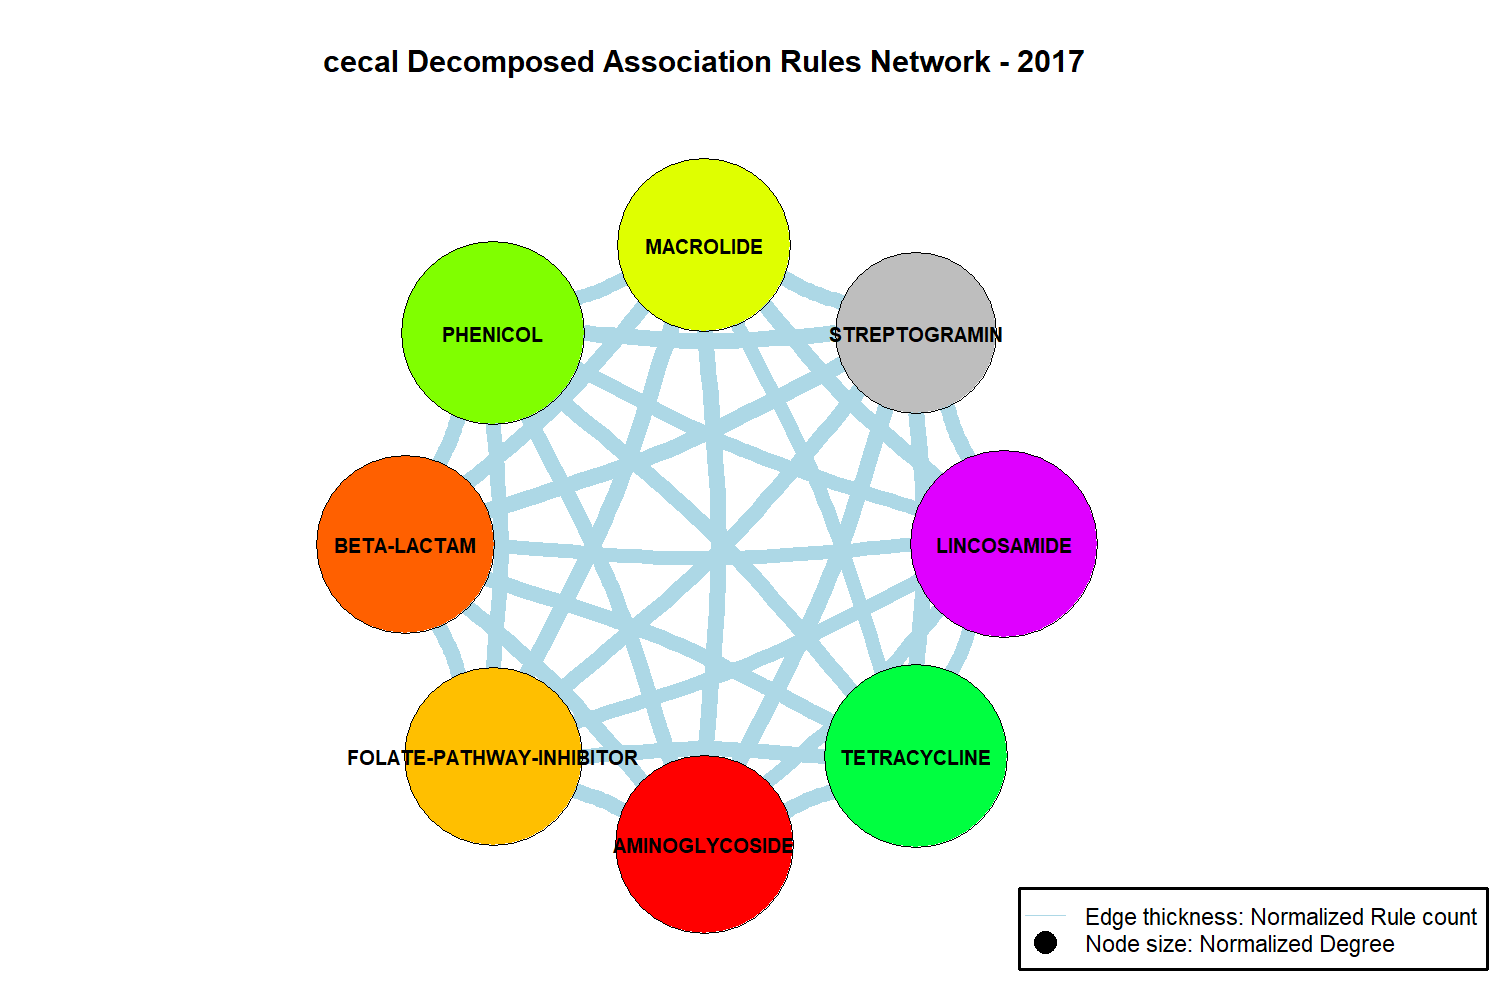 cecal Decomposed Association Rules Network - 2017
MACROLIDE
PHENICOL
STREPTOGRAMIN
BETA-LACTAM
LINCOSAMIDE
FOLATE-PATHWAY-INHIBITOR
TETRACYCLINE
AMINOGLYCOSIDE
Edge thickness: Normalized Rule count
Node size: Normalized Degree